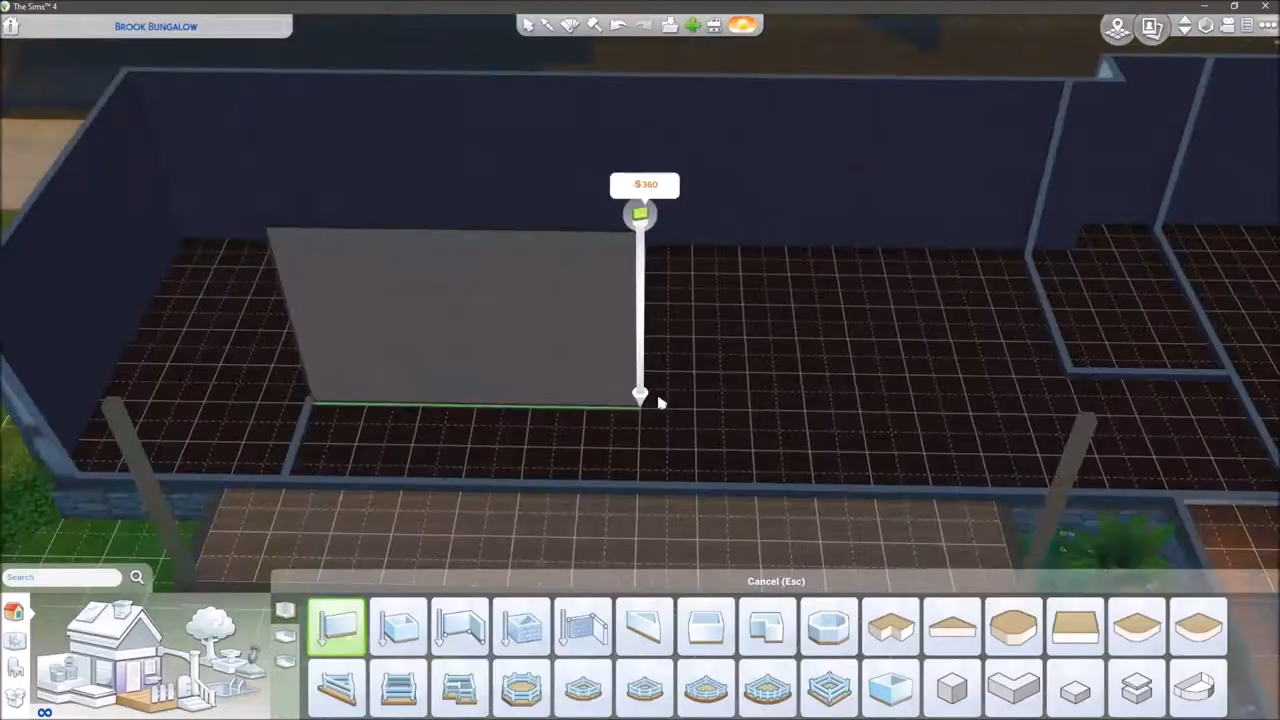 The Sims™ 4
BROOK BUNGALOW
-§360
Cancel (Esc)
Search